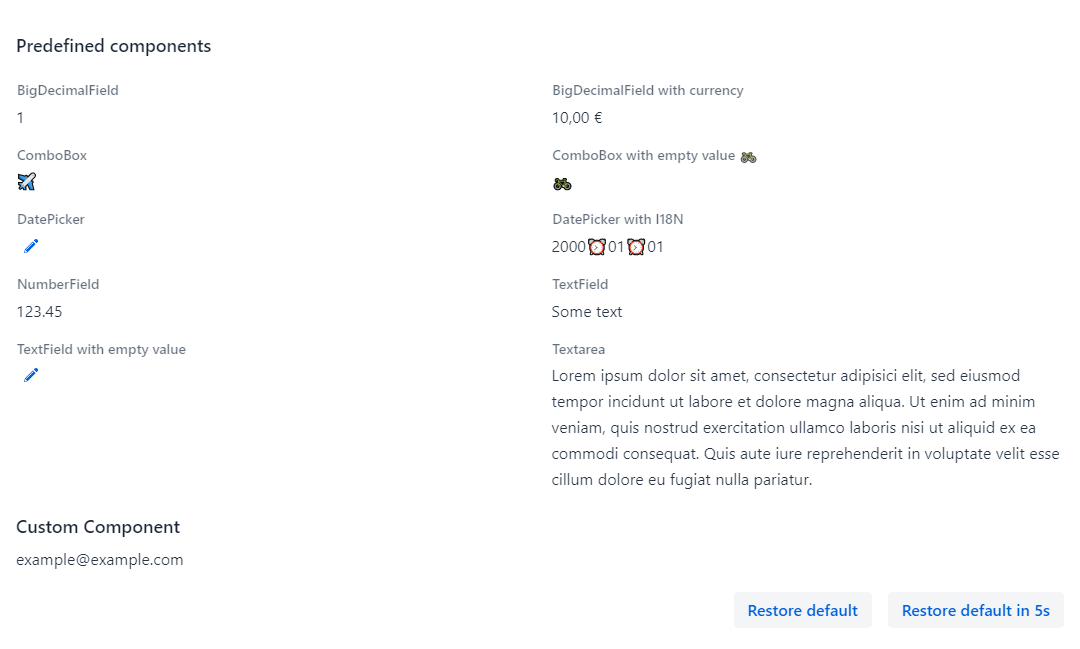 Predefined components
BigDecimalField
1
BigDecimalField with currency
10,00 €
ComboBox
✈️
ComboBox with empty value 🏍️
🏍️
DatePicker
DatePicker with I18N
2000⏰01⏰01
NumberField
123.45
TextField
Some text
TextField with empty value
Textarea
Lorem ipsum dolor sit amet, consectetur adipisici elit, sed eiusmod
tempor incidunt ut labore et dolore magna aliqua. Ut enim ad minim
veniam, quis nostrud exercitation ullamco laboris nisi ut aliquid ex ea
commodi consequat. Quis aute iure reprehenderit in voluptate velit esse
cillum dolore eu fugiat nulla pariatur.
Custom Component
example@example.com
Restore default
Restore default in 5s